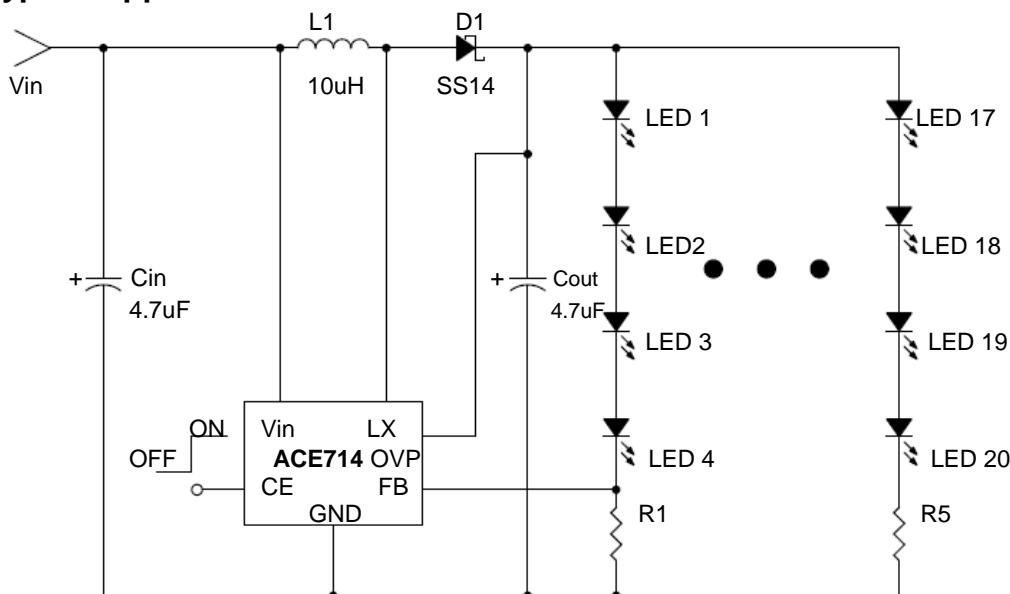 L1
D1
Vin
10uH
SS14
LED 1
LED 17
LED2
LED 18
+
Cin
4.7uF
+
Cout
4.7uF
LED 3
LED 19
ON
OFF
Vin
LX
ACE714
OVP
LED 4
LED 20
CE
FB
GND
R1
R5